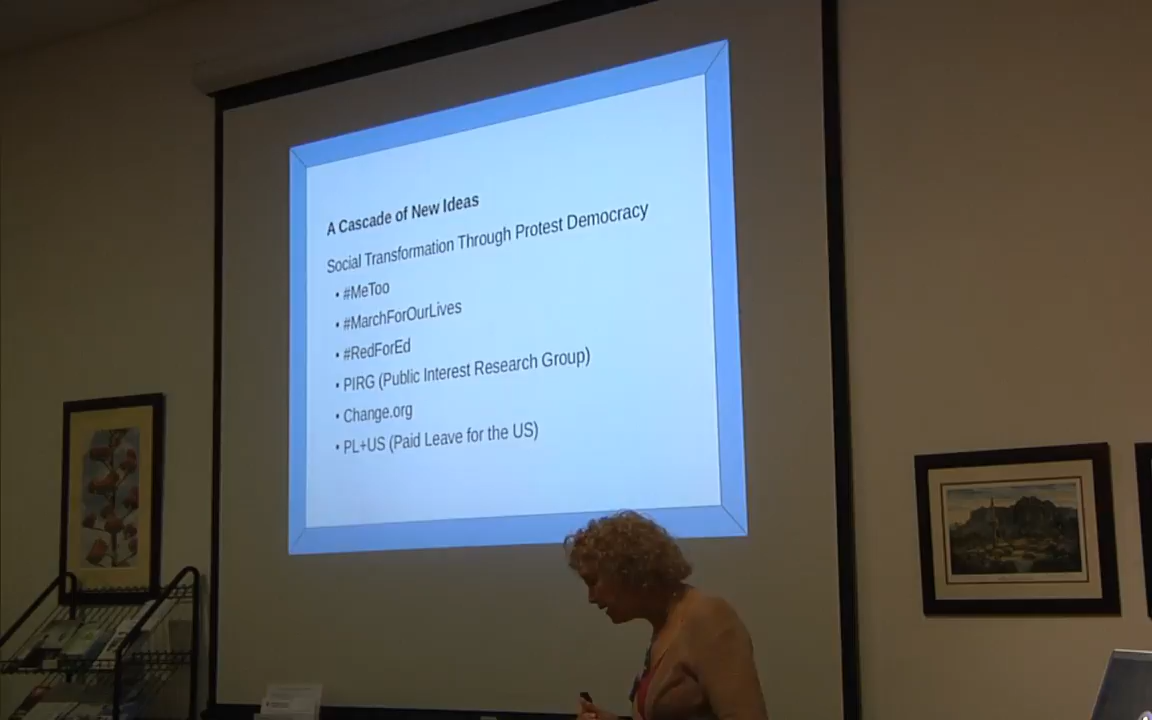 A Cascade of New Ideas
Social Transformation Through Protest Democracy
• #MeToo
• #MarchForOurLives
• #RedForEd
• PIRG (Public Interest Research Group)
• Change.org
• PL+US (Paid Leave for the US)